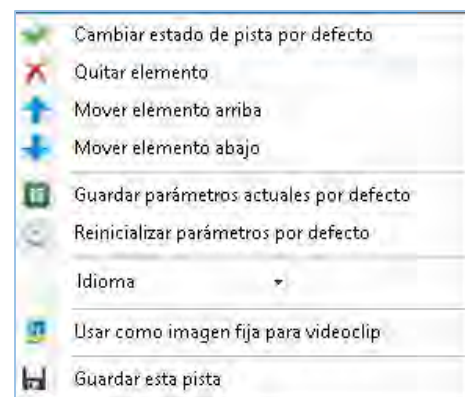 Cambiar estado de pista por defecto
Quitar elemento
Mover elemento arriba
Mover elemento abajo
Guardar parámetros actuales por defecto
Reinicializar parámetros por defecto
Idioma
Usar como imagen fija para videoclip
Guardar esta pista